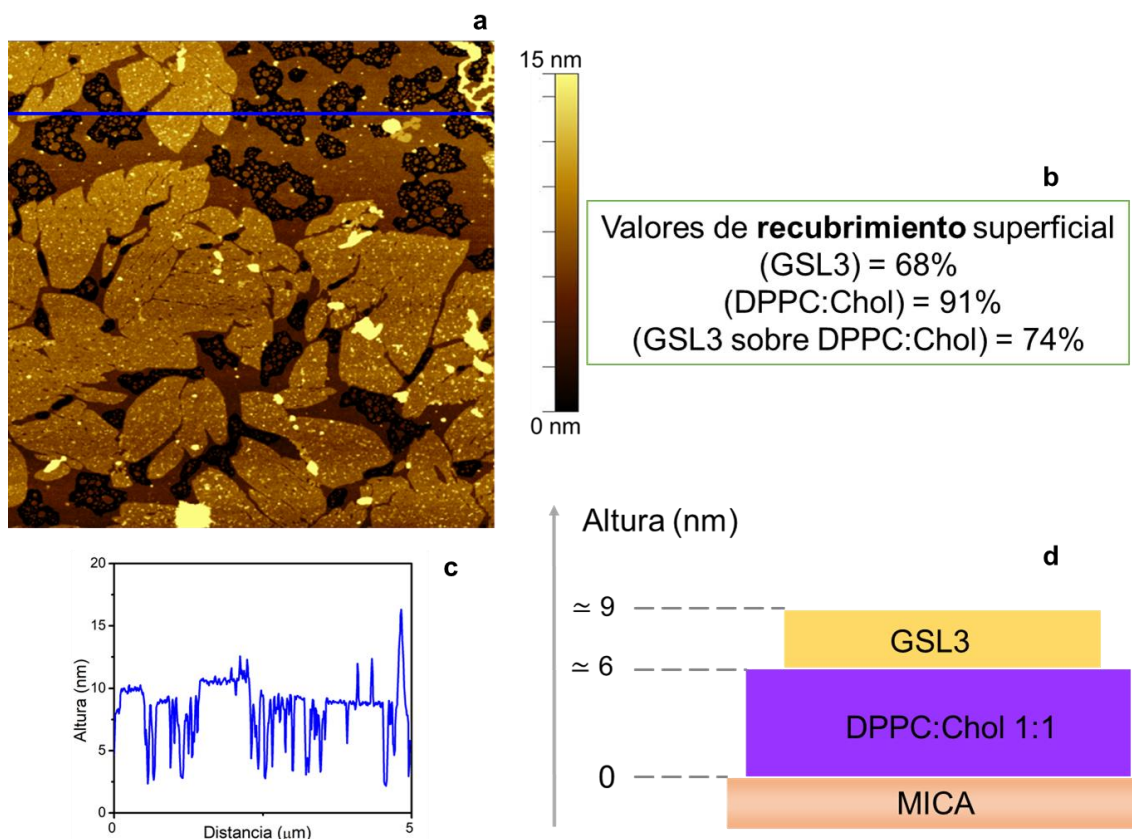 a
15 nm
0 nm
b
Valores de recubrimiento superficial
(GSL3) = 68%
(DPPC:Chol) = 91%
(GSL3 sobre DPPC:Chol) = 74%
c
20
15
10
5
0
Altura (nm)
0
5
Distancia (μm)
Altura (nm)
d
≃ 9
≃ 6
0
GSL3
DPPC:Chol 1:1
MICA